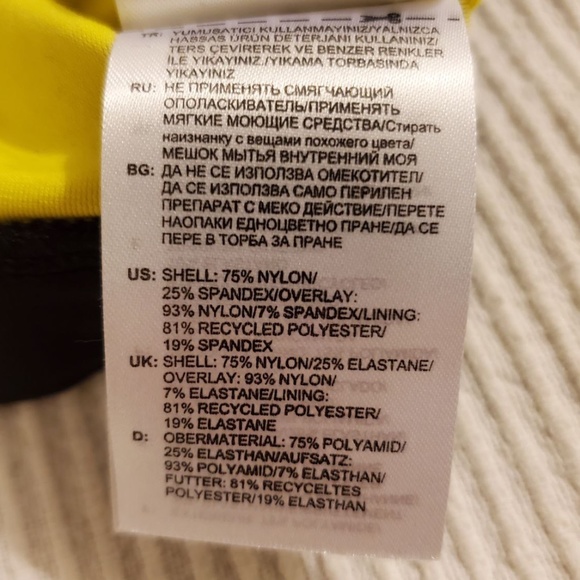 TR: YUMUŞATICI KULLANMAYINIZ/YALNIZCA
HASSAS ÜRÜN DETERJANI KULLANINIZ/
TERS ÇEVİREREK VE BENZER RENKLER
İLE YIKAYINIZ./YIKAMA TORBASINDA
YIKAYINIZ
RU: НЕ ПРИМЕНЯТЬ СМЯГЧАЮЩИЙ
ОПОЛАСКИВАТЕЛЬ/ПРИМЕНЯТЬ
МЯГКИЕ МОЮЩИЕ СРЕДСТВА/Стирать
наизнанку с вещами похожего цвета/
МЕШОК МЫТЬЯ ВНУТРЕННИЙ МОЯ
BG: ДА НЕ СЕ ИЗПОЛЗВА ОМЕКОТИТЕЛ/
ДА СЕ ИЗПОЛЗВА САМО ПЕРИЛЕН
ПРЕПАРАТ С МЕКО ДЕЙСТВИЕ/ПЕРЕТЕ
НАОПАКИ ЕДНОЦВЕТНО ПРАНЕ/ДА СЕ
ПЕРЕ В ТОРБА ЗА ПРАНЕ
US: SHELL: 75% NYLON/
25% SPANDEX/OVERLAY:
93% NYLON/7% SPANDEX/LINING:
81% RECYCLED POLYESTER/
19% SPANDEX
UK: SHELL: 75% NYLON/25% ELASTANE/
OVERLAY: 93% NYLON/
7% ELASTANE/LINING:
81% RECYCLED POLYESTER/
19% ELASTANE
D: OBERMATERIAL: 75% POLYAMID/
25% ELASTHAN/AUFSATZ:
93% POLYAMID/7% ELASTHAN/
FUTTER: 81% RECYCELTES
POLYESTER/19% ELASTHAN